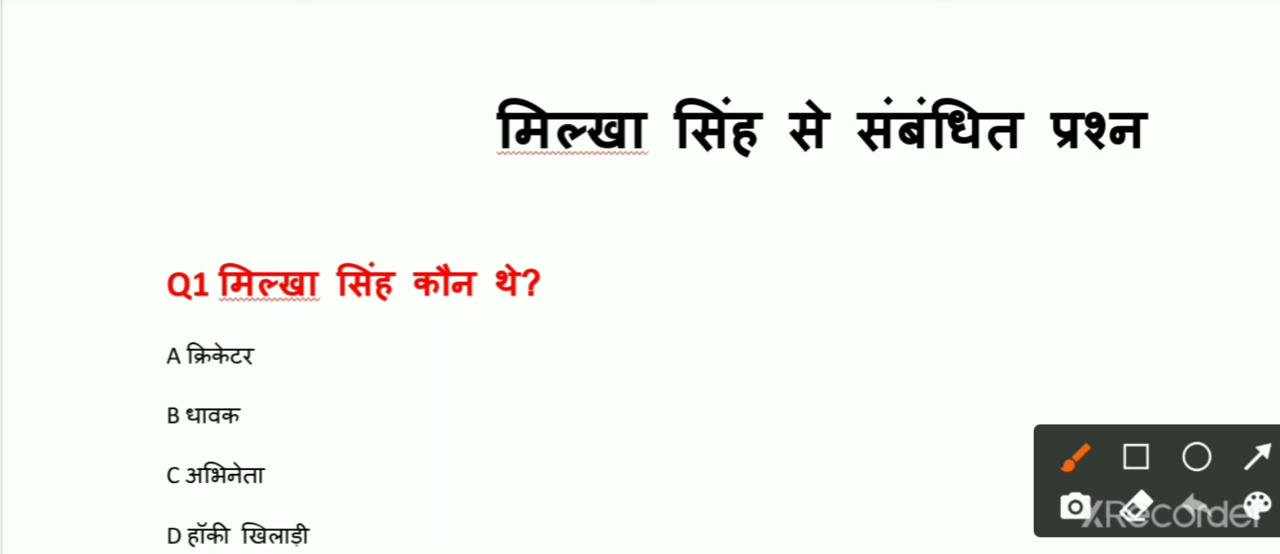 मिल्खा सिंह से संबंधित प्रश्न
Q1 मिल्खा सिंह कौन थे?
A क्रिकेटर
B धावक
C अभिनेता
D हॉकी खिलाड़ी
XRecorder